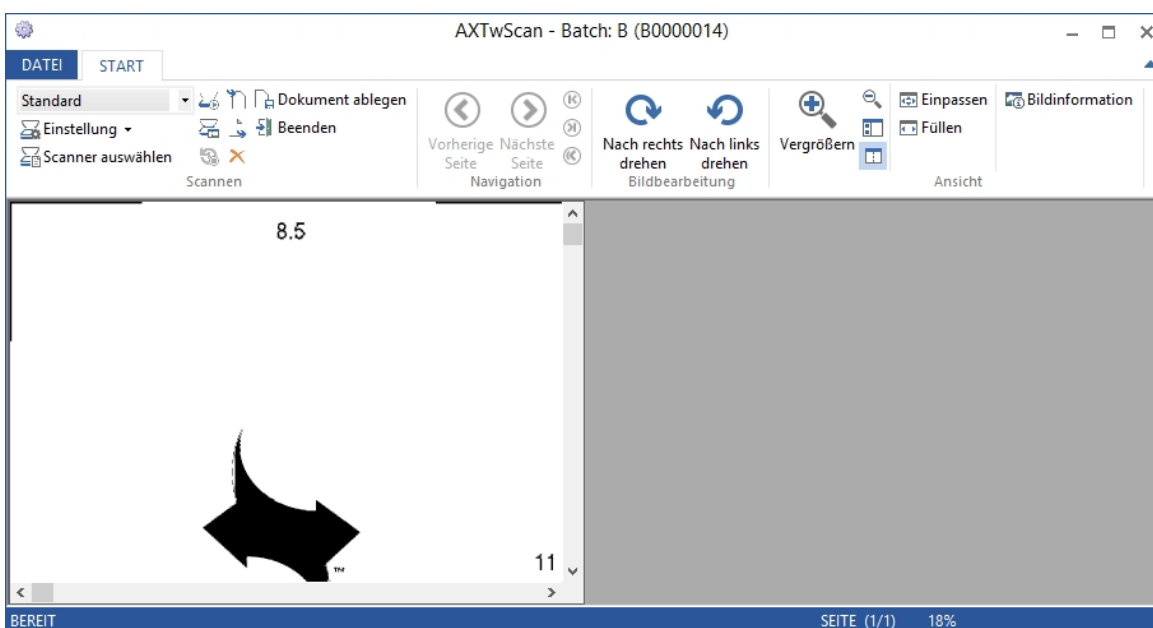 AXTwScan - Batch: B (B0000014)
DATEI START
Standard
Dokument ablegen
Einstellung
Beenden
Scanner auswählen
Scannen
Vorherige Seite
Nächste Seite
Navigation
Nach rechts drehen
Nach links drehen
Bildbearbeitung
Vergrößern
Einpassen
Füllen
Ansicht
Bildinformation
8.5
11
™
BEREIT SEITE (1/1) 18%